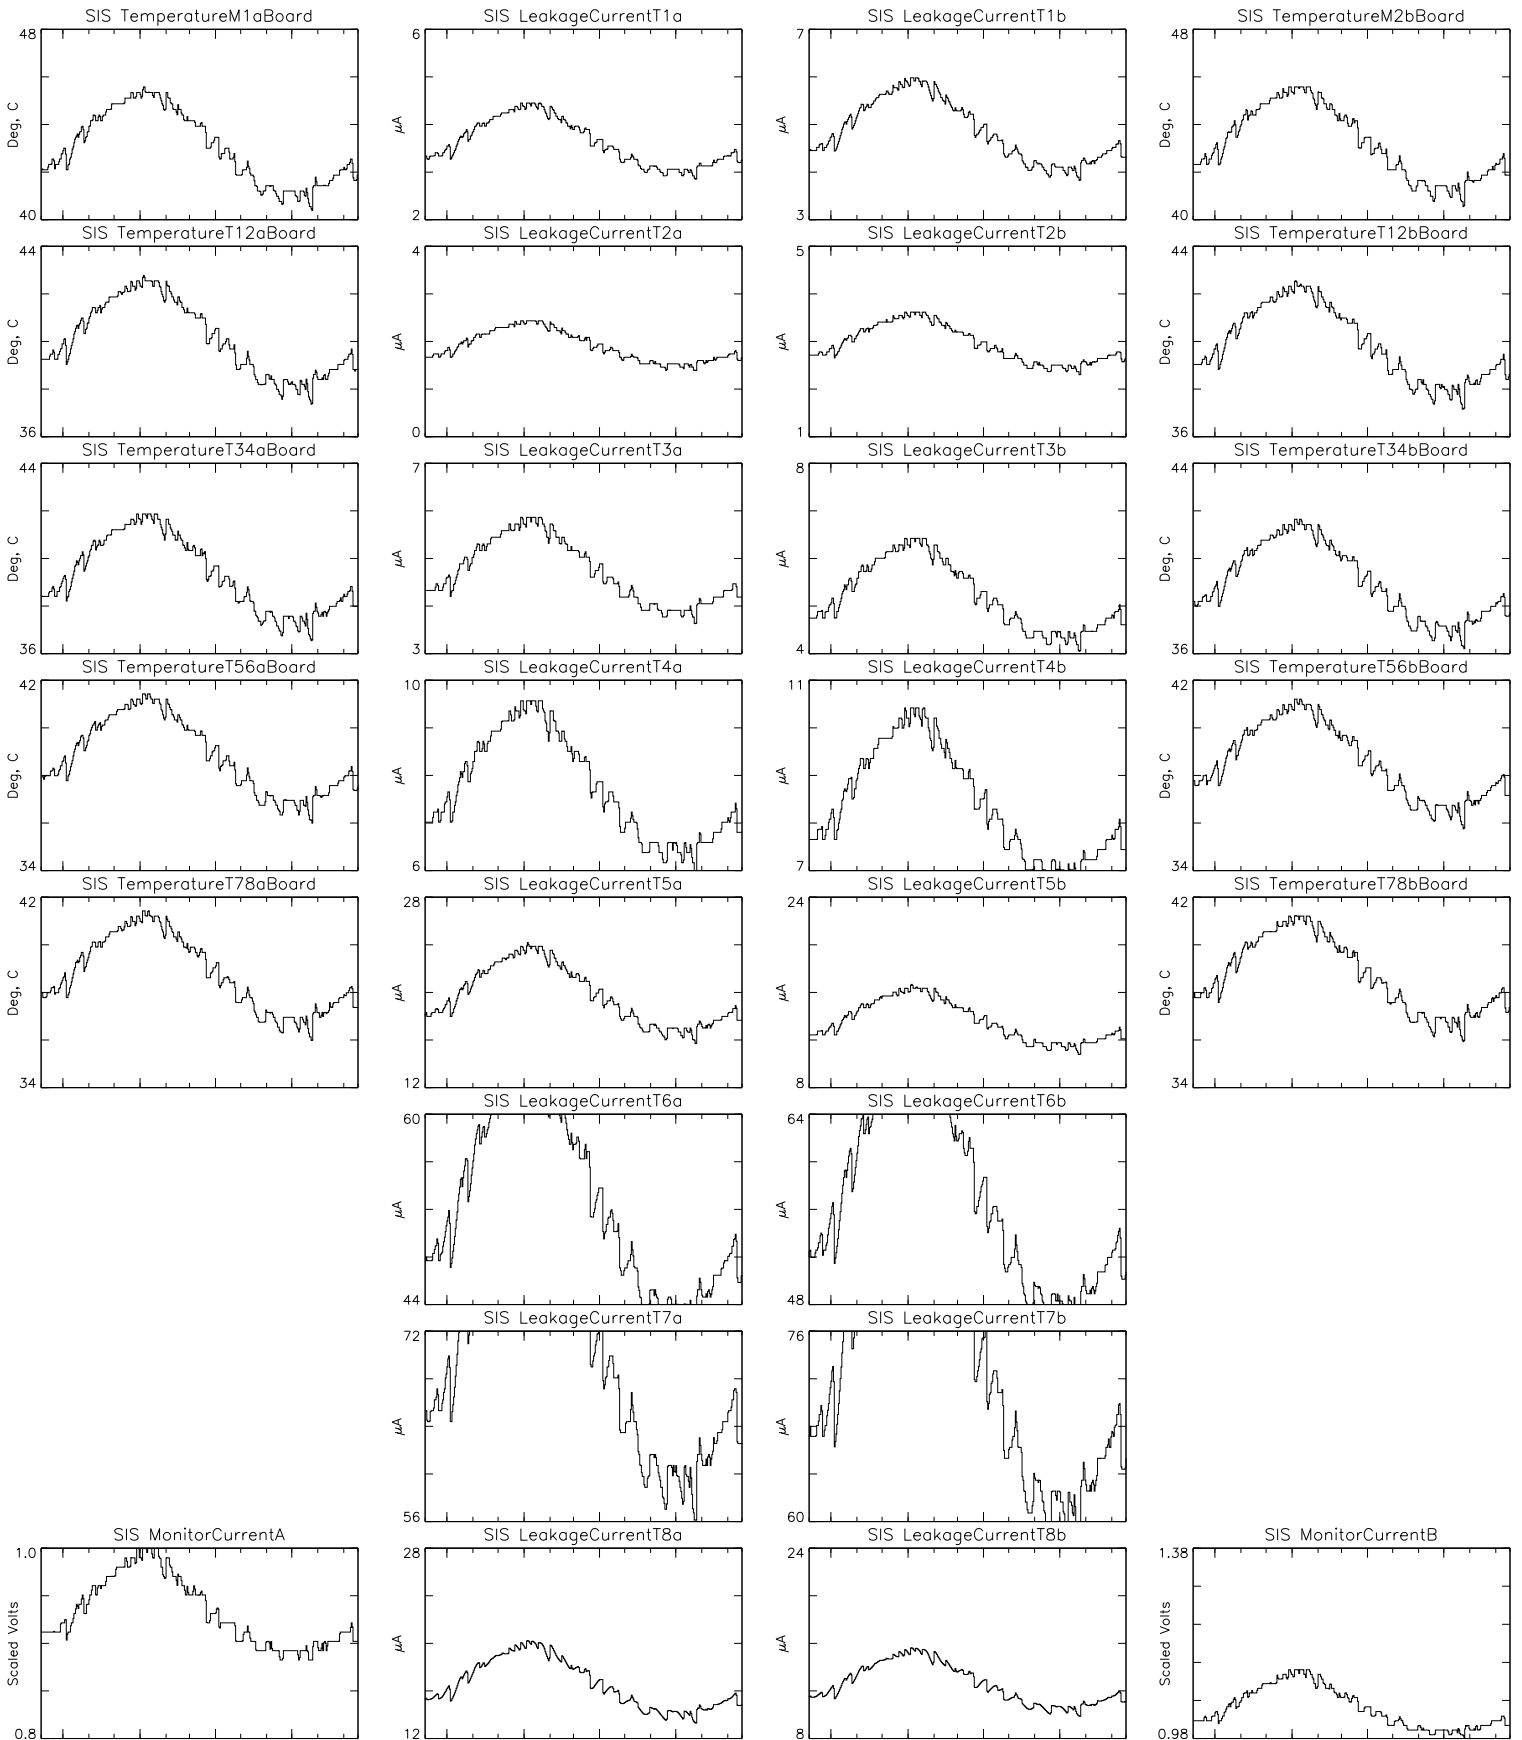 SIS TemperatureM1aBoard
SIS LeakageCurrentT1a
SIS LeakageCurrentT1b
SIS TemperatureM2bBoard
48
Deg, C
40
6
μA
2
7
μA
3
48
Deg, C
40
SIS TemperatureT12aBoard
SIS LeakageCurrentT2a
SIS LeakageCurrentT2b
SIS TemperatureT12bBoard
44
Deg, C
36
4
μA
0
5
μA
1
44
Deg, C
36
SIS TemperatureT34aBoard
SIS LeakageCurrentT3a
SIS LeakageCurrentT3b
SIS TemperatureT34bBoard
44
Deg, C
36
7
μA
3
8
μA
4
44
Deg, C
36
SIS TemperatureT56aBoard
SIS LeakageCurrentT4a
SIS LeakageCurrentT4b
SIS TemperatureT56bBoard
42
Deg, C
34
10
μA
6
11
μA
7
42
Deg, C
34
SIS TemperatureT78aBoard
SIS LeakageCurrentT5a
SIS LeakageCurrentT5b
SIS TemperatureT78bBoard
42
Deg, C
34
28
μA
12
24
μA
8
42
Deg, C
34
SIS LeakageCurrentT6a
SIS LeakageCurrentT6b
60
μA
44
64
μA
48
SIS LeakageCurrentT7a
SIS LeakageCurrentT7b
72
μA
56
76
μA
60
SIS MonitorCurrentA
SIS LeakageCurrentT8a
SIS LeakageCurrentT8b
SIS MonitorCurrentB
1.0
Scaled Volts
0.8
28
μA
12
24
μA
8
1.38
Scaled Volts
0.98